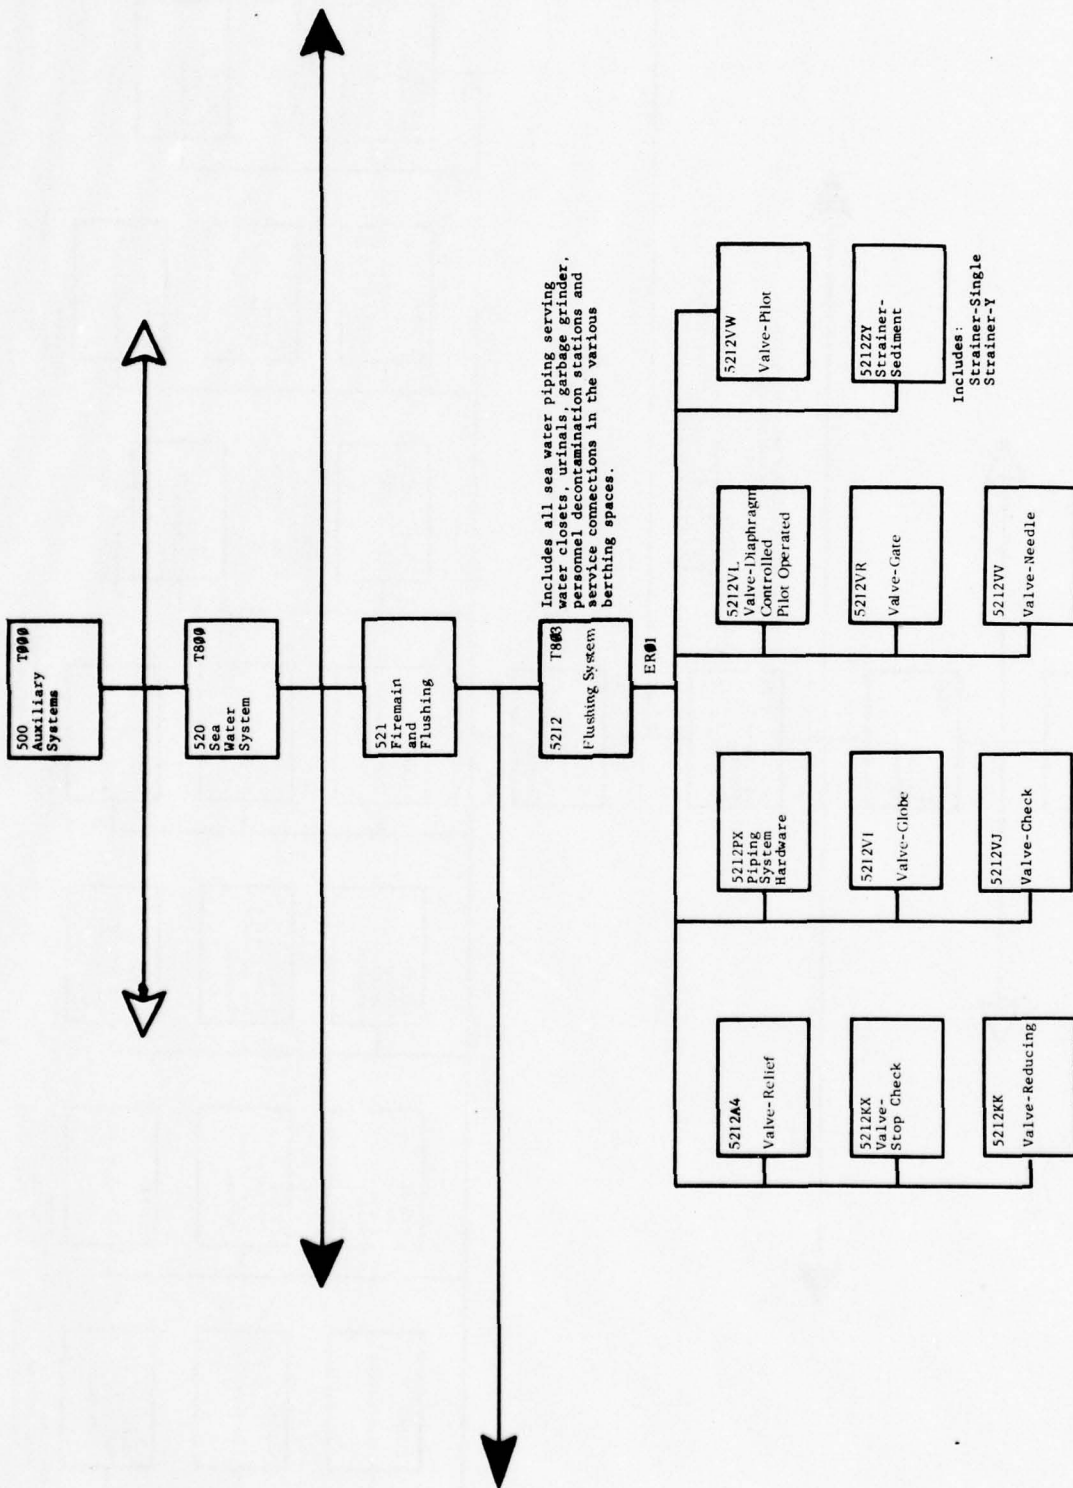 500 T000
Auxiliary
Systems
520 T800
Sea
Water
System
521
Firemain
and
Flushing
5212 T803
Flushing System
Includes all sea water piping serving
water closets, urinals, garbage grinder,
personnel decontamination stations and
service connections in the various
berthing spaces.
ER01
5212A4
Valve-Relief
5212KX
Valve-
Stop Check
5212KK
Valve-Reducing
5212PX
Piping
System
Hardware
5212VI
Valve-Globe
5212VJ
Valve-Check
5212VL
Valve-Diaphragm
Controlled
Pilot Operated
5212VR
Valve-Gate
5212VV
Valve-Needle
5212VW
Valve-Pilot
5212ZY
Strainer-
Sediment
Includes:
Strainer-Single
Strainer-Y